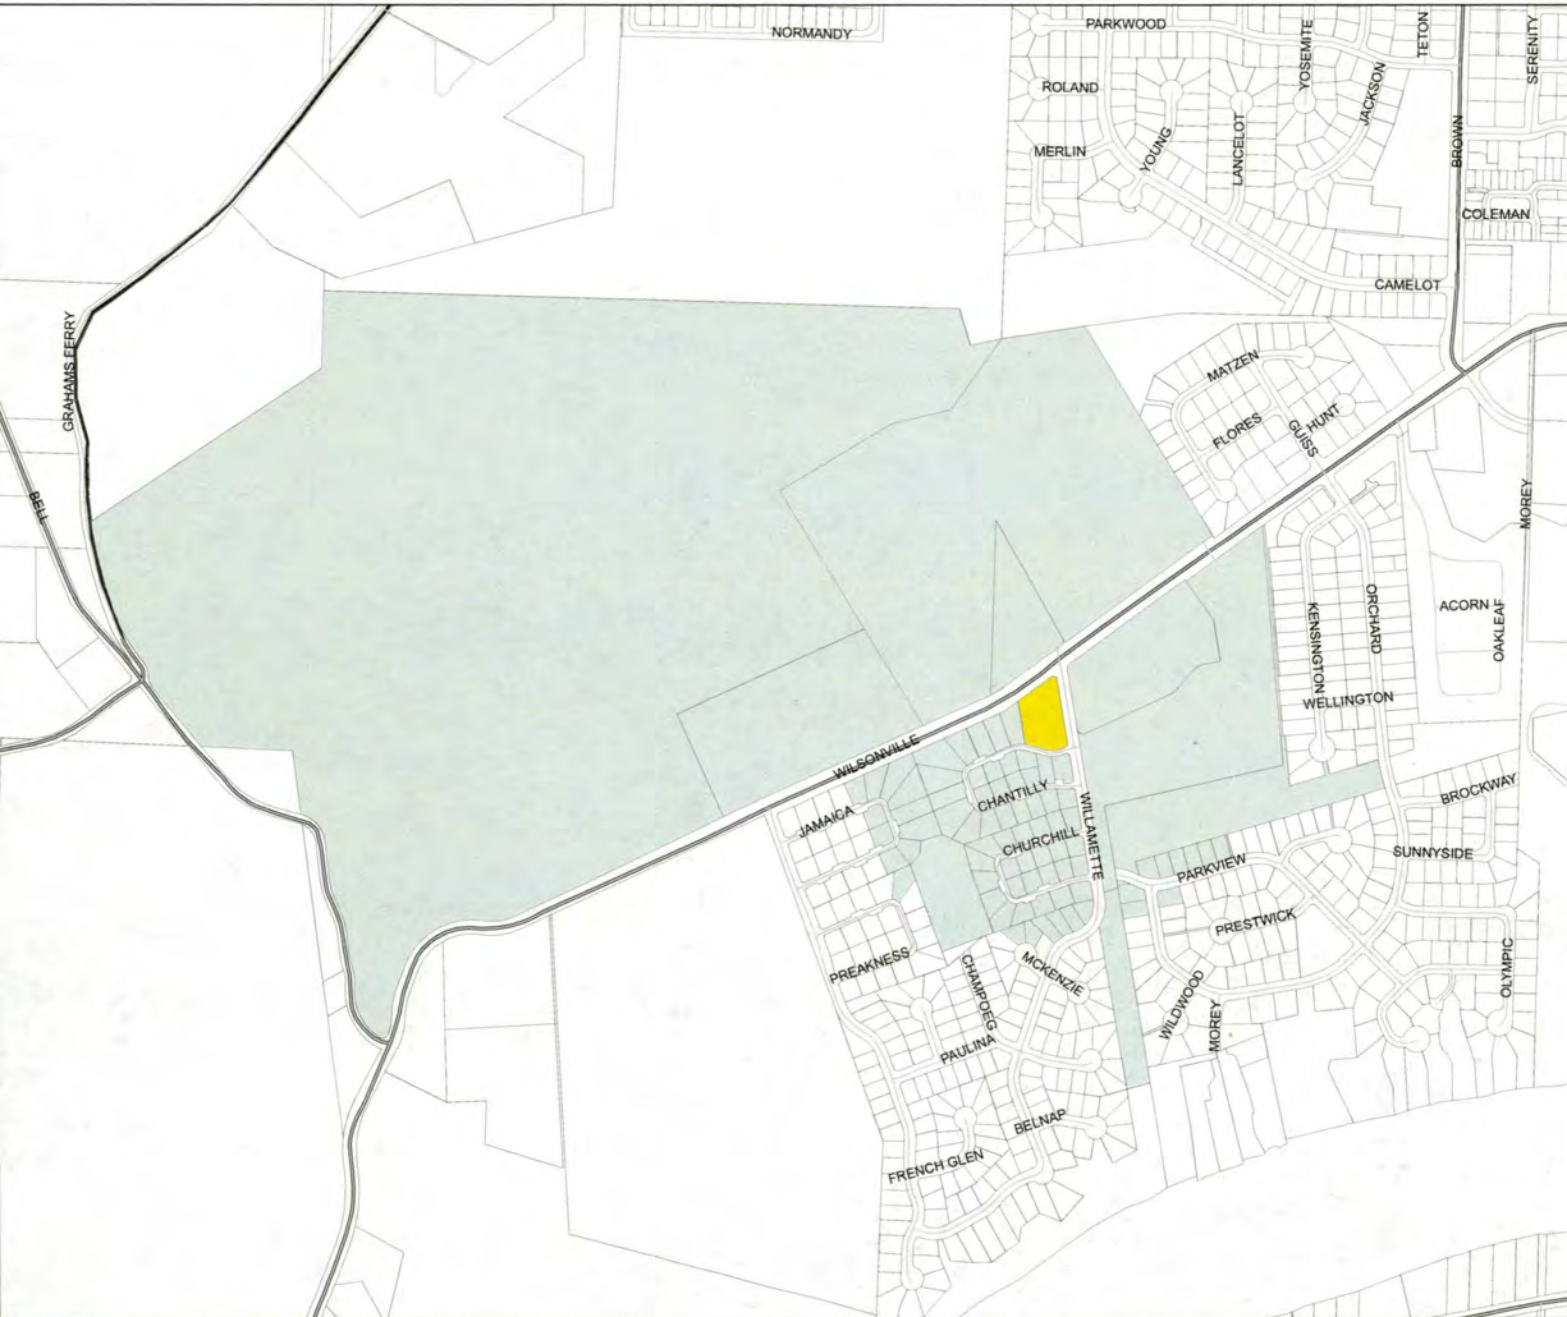 NORMANDY
PARKWOOD
YOSEMITE
TETON
SERENITY
ROLAND
JACKSON
MERLIN
YOUNG
LANCELOT
BROWN
COLEMAN
CAMELOT
GRAHAMS FERRY
MATZEN
FLORES
HUNT
GUISS
BELL
MOREY
ACORN
OAKLEAF
KENSINGTON
ORCHARD
WELLINGTON
WILSONVILLE
JAMAICA
CHANTILLY
CHURCHILL
WILLAMETTE
BROCKWAY
SUNNYSIDE
PARKVIEW
PRESTWICK
PREAKNESS
CHAMPOEG
MCKENZIE
WILDWOOD
MOREY
OLYMPIC
PAULINA
BELNAP
FRENCH GLEN